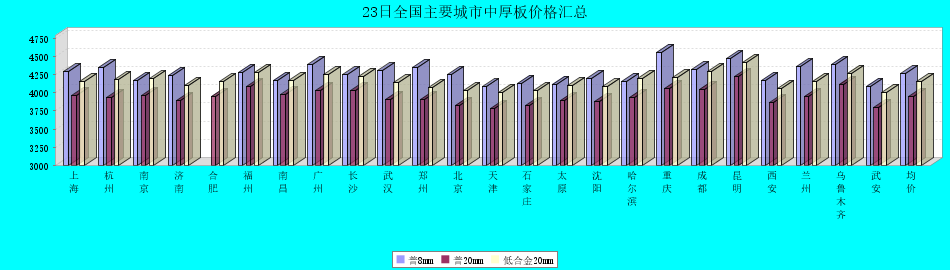 23日全国主要城市中厚板价格汇总
4750
4500
4250
4000
3750
3500
3250
3000
上海
杭州
南京
济南
合肥
福州
南昌
广州
长沙
武汉
郑州
北京
天津
石家庄
太原
沈阳
哈尔滨
重庆
成都
昆明
西安
兰州
乌鲁木齐
武安
均价
普8mm 普20mm 低合金20mm